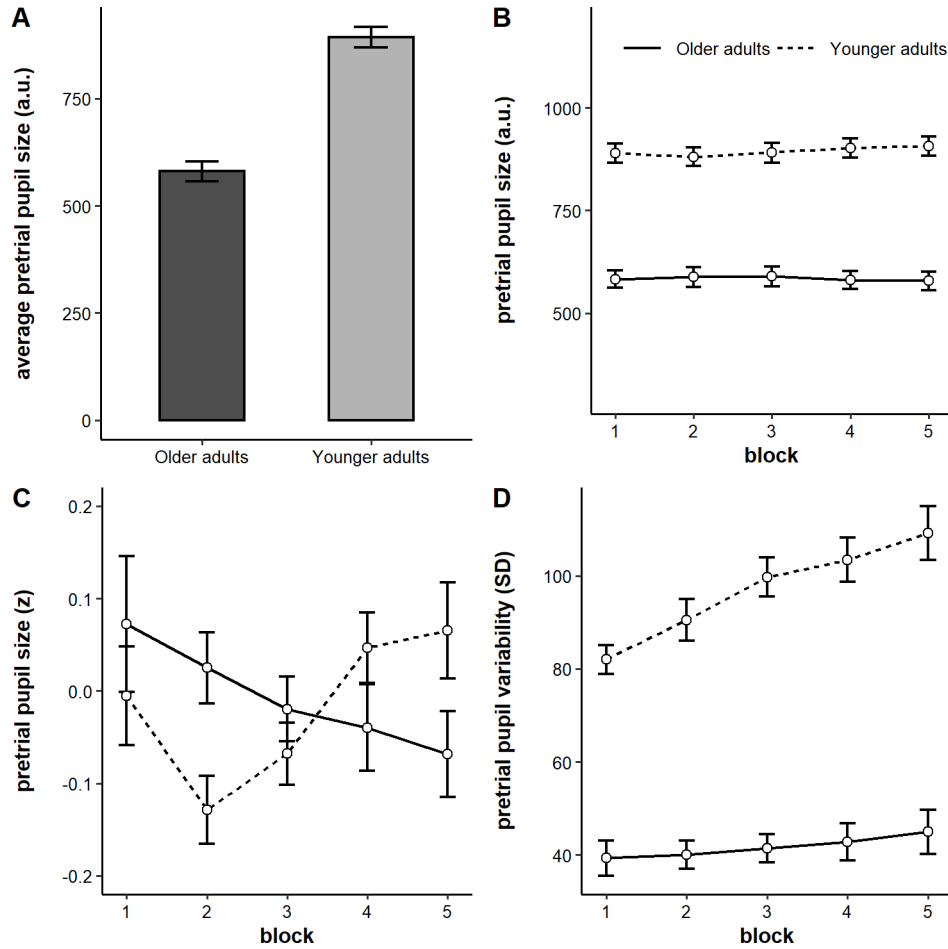 A
average pretrial pupil size (a.u.)
750
500
250
0
Older adults
Younger adults
B
Older adults
Younger adults
pretrial pupil size (a.u.)
1000
750
500
1 2 3 4 5
block
C
pretrial pupil size (z)
0.2
0.1
0.0
-0.1
-0.2
1 2 3 4 5
block
D
pretrial pupil variability (SD)
100
80
60
40
1 2 3 4 5
block